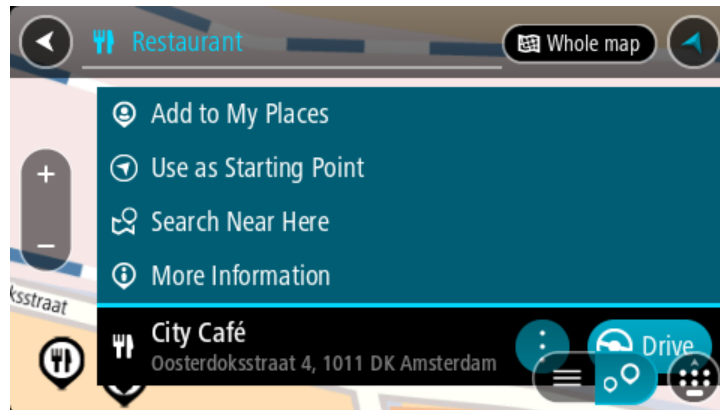 Restaurant
Whole map
Add to My Places
Use as Starting Point
Search Near Here
More Information
ksstraat
City Café
Drive
Oosterdoksstraat 4, 1011 DK Amsterdam